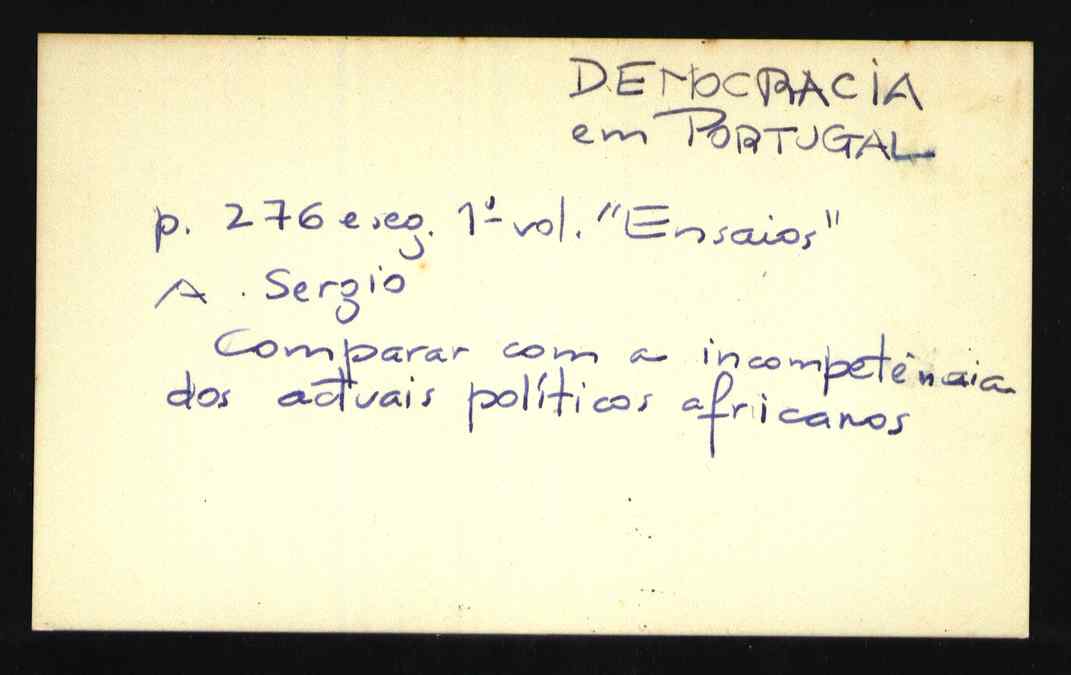 DEMOCRACIA
em PORTUGAL
p. 276 e seg. 1º vol. "Ensaios"
A. Sergio
Comparar com a incompetência
dos actuais políticos africanos